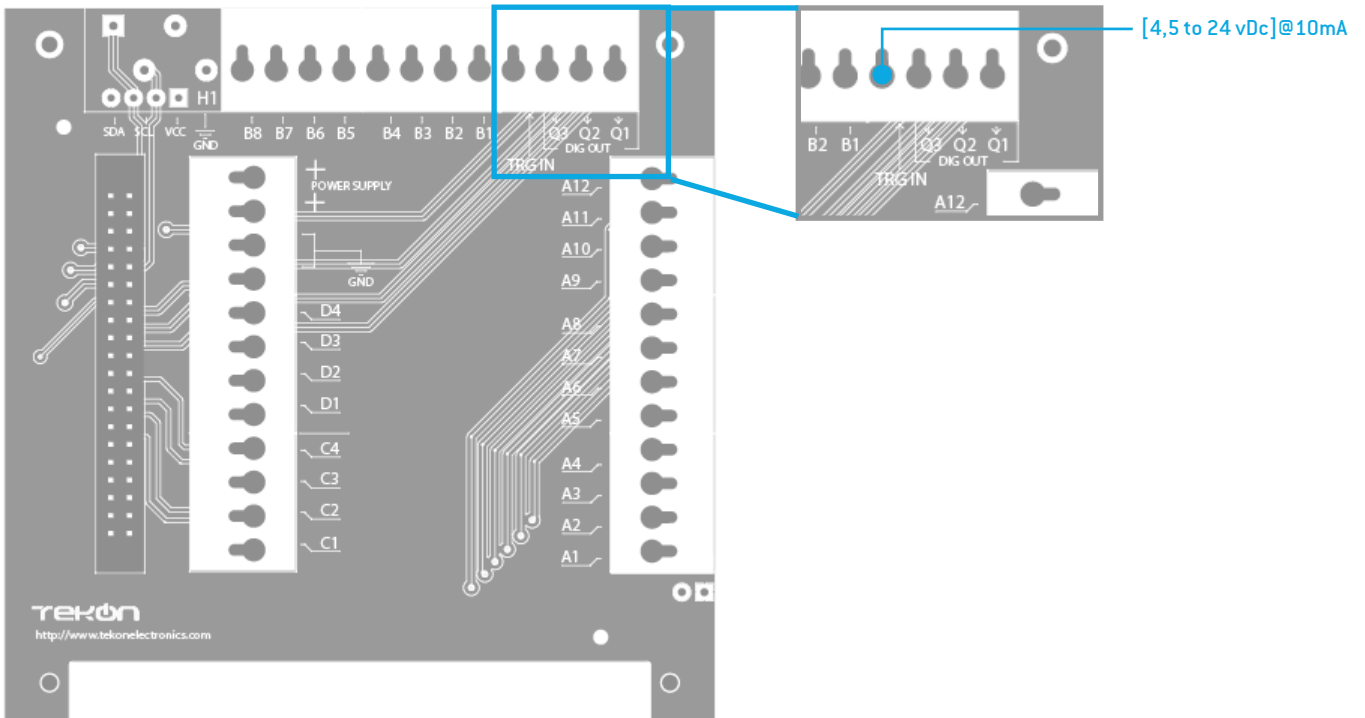 [4,5 to 24 vDc]@10mA
H1
SDA SCL VCC GND
B8 B7 B6 B5 B4 B3 B2 B1 Q3 Q2 Q1
DIG OUT
TRG IN
B2 B1 Q3 Q2 Q1
DIG OUT
TRG IN
A12
POWER SUPPLY
GND
D4
D3
D2
D1
C4
C3
C2
C1
A12
A11
A10
A9
A8
A7
A6
A5
A4
A3
A2
A1
TEKON
http://www.tekonelectronics.com